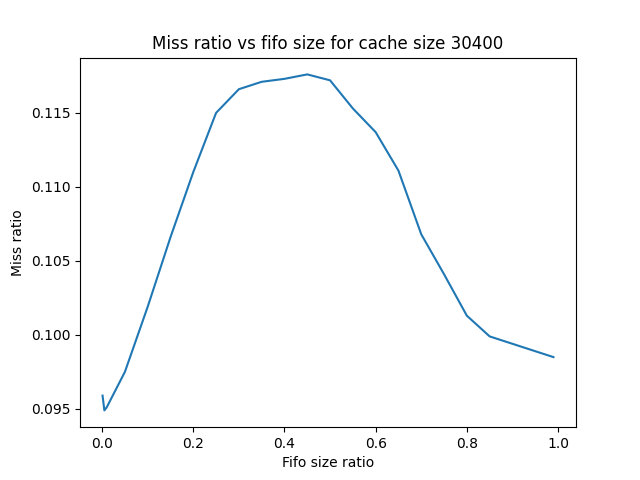 Miss ratio vs fifo size for cache size 30400
0.115
0.110
0.105
0.100
0.095
Miss ratio
0.0 0.2 0.4 0.6 0.8 1.0
Fifo size ratio